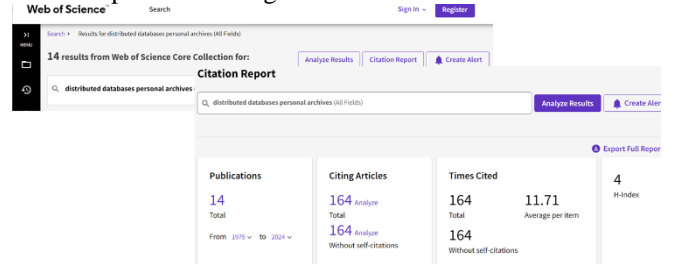 Web of Science™ Search Sign In Register
MENU
Search > Results for distributed databases personal archives (All Fields)
14 results from Web of Science Core Collection for:
Analyze Results Citation Report Create Alert
distributed databases personal archives
Citation Report
distributed databases personal archives (All Fields)
Analyze Results Create Aler
Export Full Repor
Publications
14
Total
From 1975 to 2024
Citing Articles
164 Analyze
Total
164 Analyze
Without self-citations
Times Cited
164
Total
11.71
Average per item
164
Without self-citations
4
H-Index